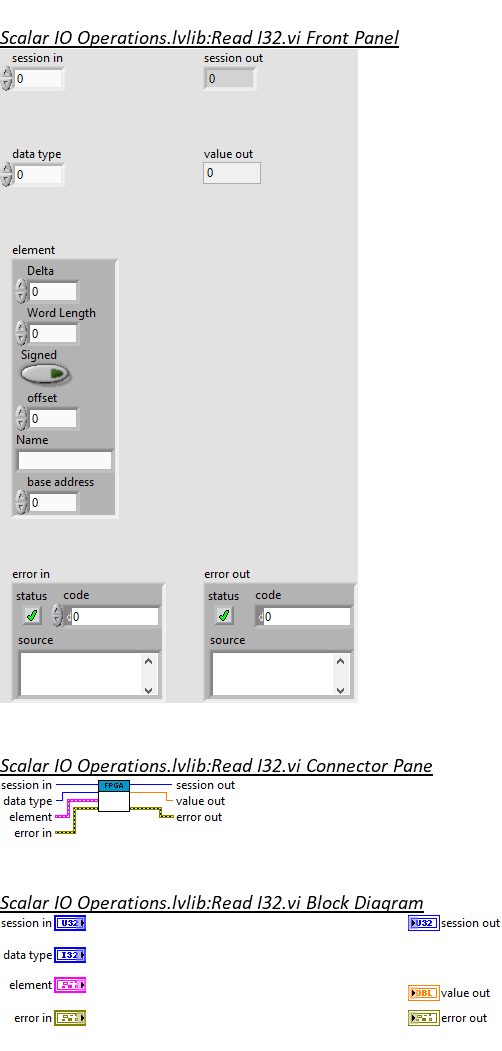 Scalar IO Operations.lvlib:Read I32.vi Front Panel
session in session out
0 0
data type value out
0 0
element
Delta
0
Word Length
0
Signed
offset
0
Name
base address
0
error in error out
status code status code
d0 d0
source source
Scalar IO Operations.lvlib:Read I32.vi Connector Pane
session in FPGA session out
data type value out
element error out
error in
Scalar IO Operations.lvlib:Read I32.vi Block Diagram
session in U32 U32 session out
data type I32
element
DBL value out
error in error out